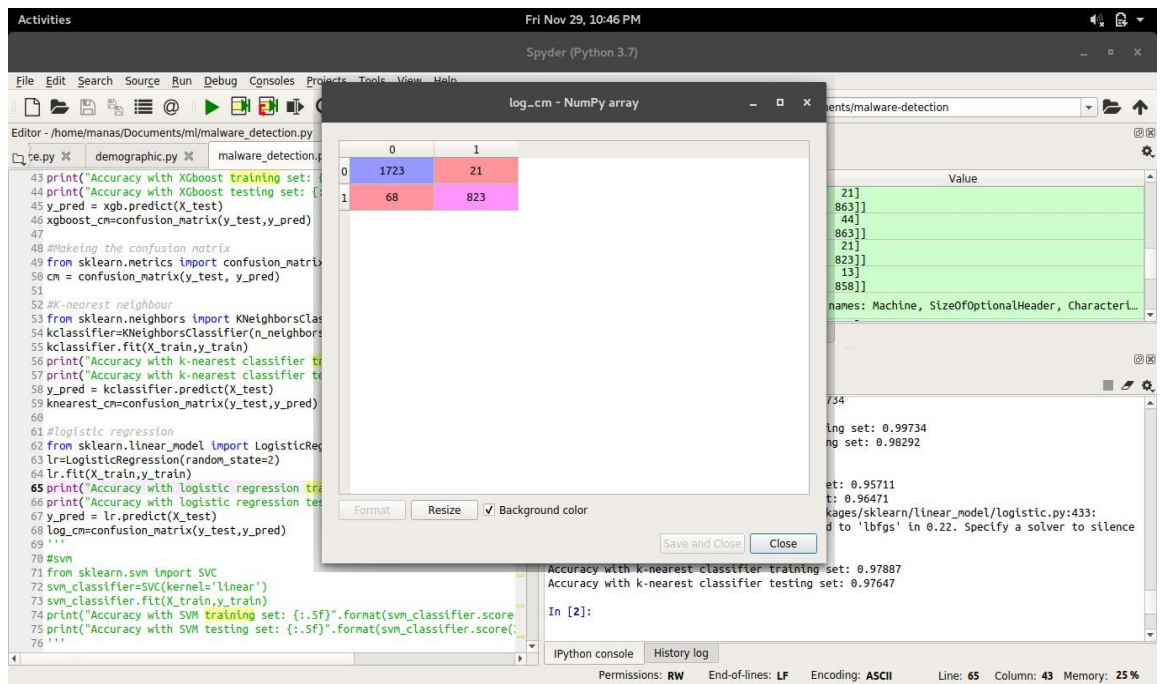 Activities
Fri Nov 29, 10:46 PM
Spyder (Python 3.7)
File Edit Search Source Run Debug Consoles Projects Tools View Help
ents/malware-detection
Editor - /home/manas/Documents/ml/malware_detection.py
ce.py
demographic.py
malware_detection.p
43 print("Accuracy with XGboost training set: {
44 print("Accuracy with XGboost testing set: {:
45 y_pred = xgb.predict(X_test)
46 xgboost_cm=confusion_matrix(y_test,y_pred)
47
48 #Makeing the confusion matrix
49 from sklearn.metrics import confusion_matrix
50 cm = confusion_matrix(y_test, y_pred)
51
52 #K-nearest neighbour
53 from sklearn.neighbors import KNeighborsClas
54 kclassifier=KNeighborsClassifier(n_neighbors
55 kclassifier.fit(X_train,y_train)
56 print("Accuracy with k-nearest classifier tr
57 print("Accuracy with k-nearest classifier te
58 y_pred = kclassifier.predict(X_test)
59 knearest_cm=confusion_matrix(y_test,y_pred)
60
61 #logistic regression
62 from sklearn.linear_model import LogisticReg
63 lr=LogisticRegression(random_state=2)
64 lr.fit(X_train,y_train)
65 print("Accuracy with logistic regression tra
66 print("Accuracy with logistic regression tes
67 y_pred = lr.predict(X_test)
68 log_cm=confusion_matrix(y_test,y_pred)
69 '''
70 #svm
71 from sklearn.svm import SVC
72 svm_classifier=SVC(kernel='linear')
73 svm_classifier.fit(X_train,y_train)
74 print("Accuracy with SVM training set: {:.5f}".format(svm_classifier.score
75 print("Accuracy with SVM testing set: {:.5f}".format(svm_classifier.score(
76 '''
log_cm - NumPy array
0 1
0 1723 21
1 68 823
Format Resize Background color
Save and Close Close
Value
21]
863]]
44]
863]]
21]
823]]
13]
858]]
names: Machine, SizeOfOptionalHeader, Characteri...
734
ing set: 0.99734
ng set: 0.98292
et: 0.95711
t: 0.96471
kages/sklearn/linear_model/logistic.py:433:
d to 'lbfgs' in 0.22. Specify a solver to silence
Accuracy with k-nearest classifier training set: 0.97887
Accuracy with k-nearest classifier testing set: 0.97647
In [2]:
IPython console History log
Permissions: RW End-of-lines: LF Encoding: ASCII Line: 65 Column: 43 Memory: 25 %